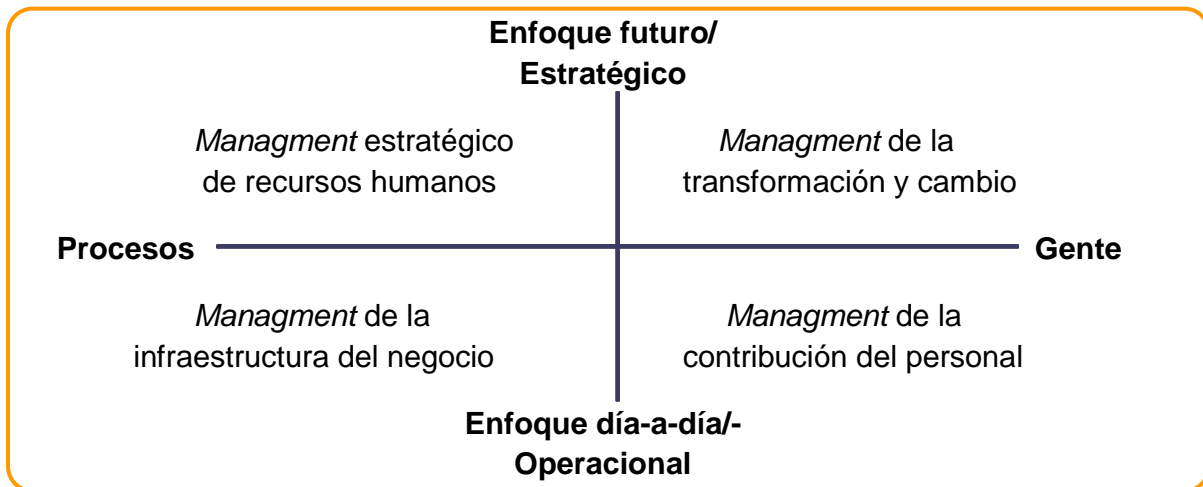 Enfoque futuro/
Estratégico
Managment estratégico
de recursos humanos
Managment de la
transformación y cambio
Procesos
Gente
Managment de la
infraestructura del negocio
Managment de la
contribución del personal
Enfoque día-a-día/-
Operacional